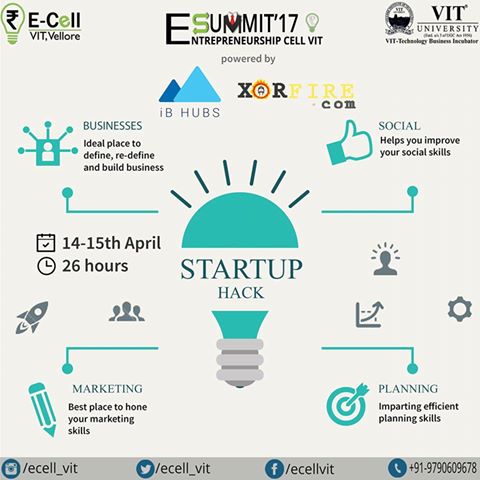 E-Cell
VIT,Vellore
E SUMMIT'17
ENTREPRENEURSHIP CELL VIT
VIT®
UNIVERSITY
(Estd. u/s 3 of UGC Act 1956)
VIT-Technology Business Incubator
powered by
iB HUBS
XORFIRE
.com
BUSINESSES
Ideal place to
define, re-define
and build business
SOCIAL
Helps you improve
your social skills
14-15th April
26 hours
STARTUP
HACK
MARKETING
Best place to hone
your marketing
skills
PLANNING
Imparting efficient
planning skills
/ecell_vit
/ecell_vit
/ecellvit
+91-9790609678